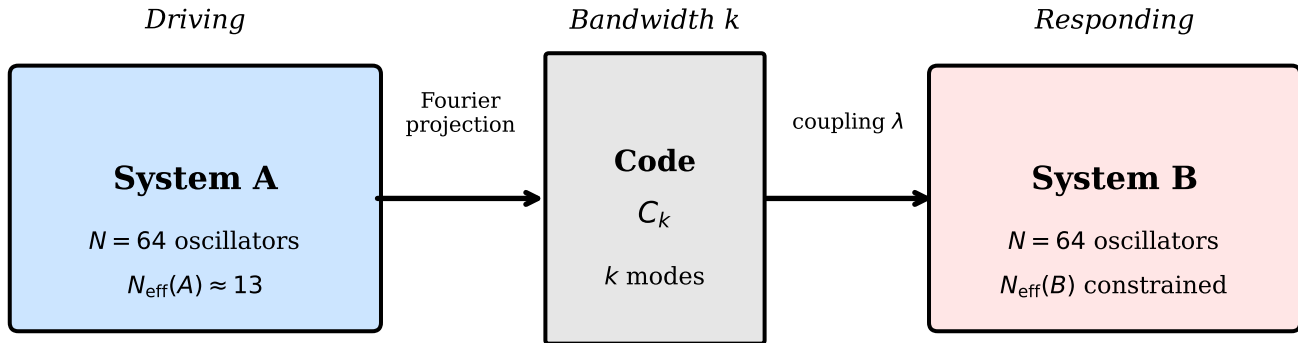 Driving
Bandwidth k
Responding
Fourier
projection
coupling λ
System A
N = 64 oscillators
N_eff(A) ≈ 13
Code
C_k
k modes
System B
N = 64 oscillators
N_eff(B) constrained